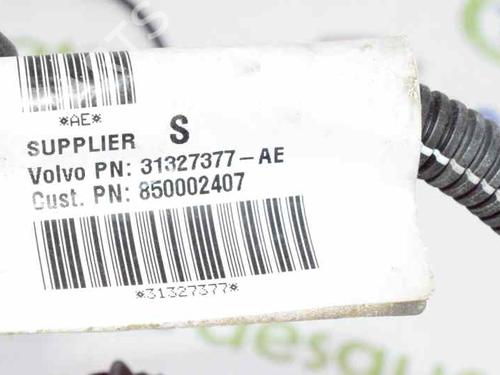 *AE*
SUPPLIER S
Volvo PN: 31327377-AE
Cust. PN: 850002407
*31327377*